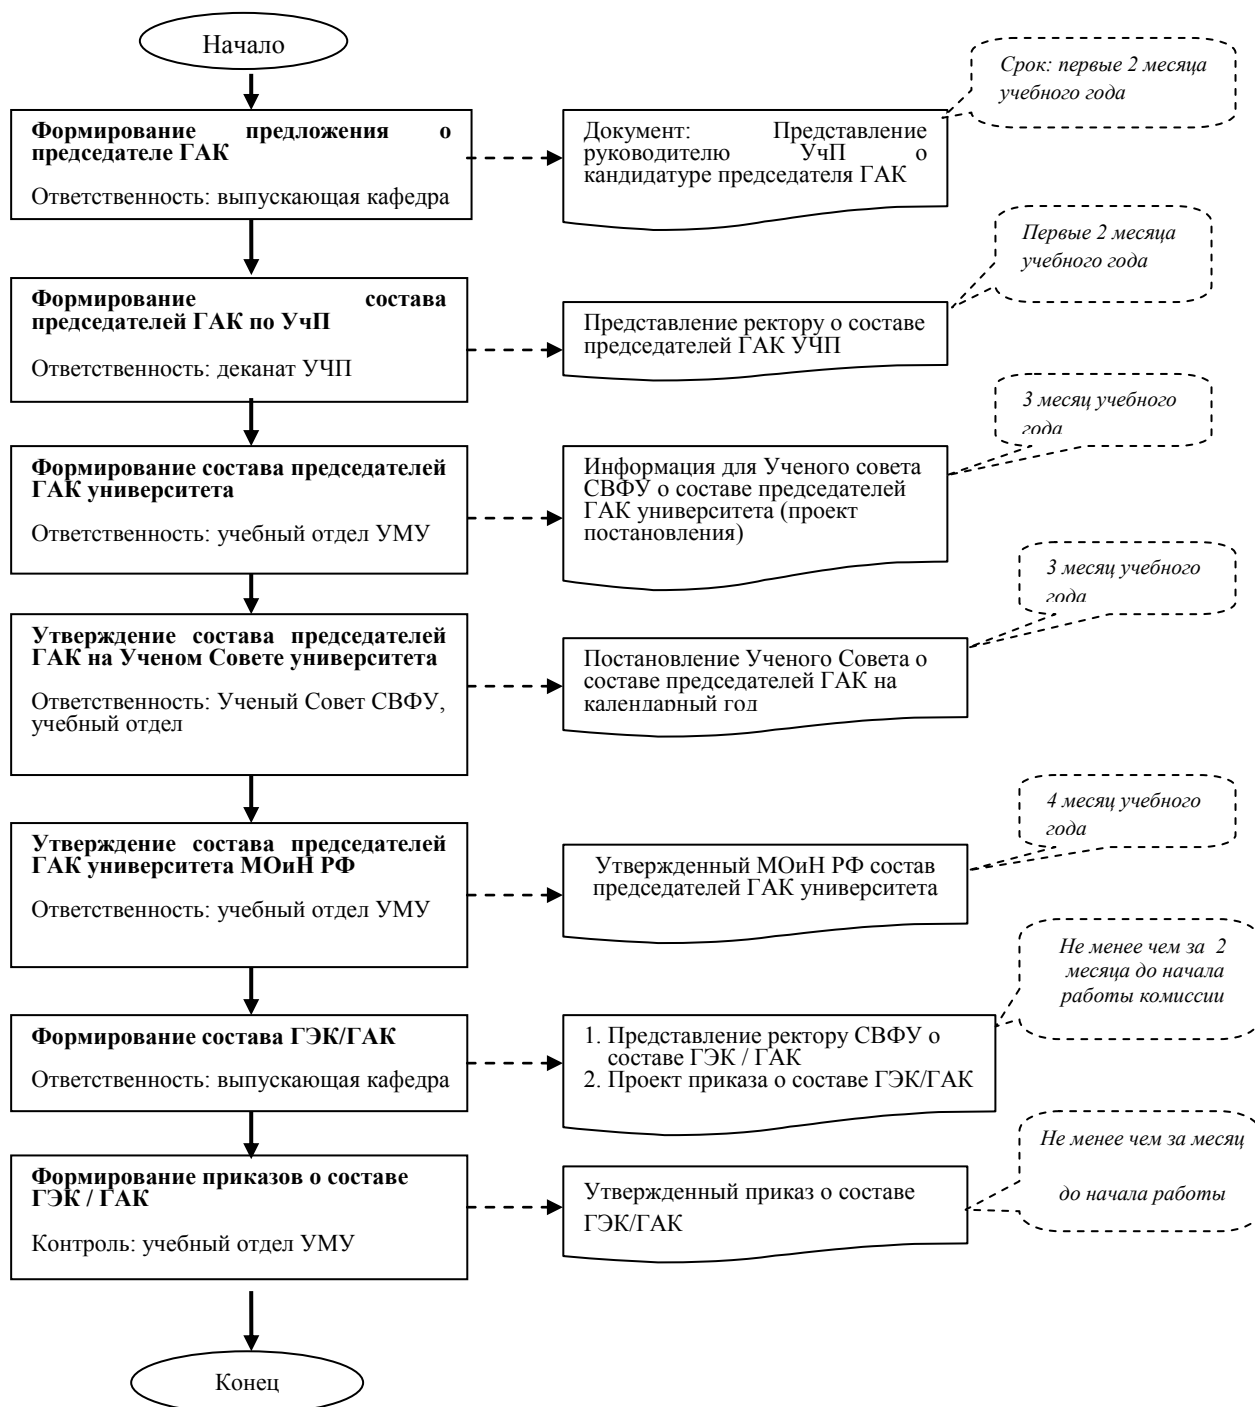 Начало
Срок: первые 2 месяца
учебного года
Формирование предложения о
председателе ГАК
Ответственность: выпускающая кафедра
Документ: Представление
руководителю УчП о
кандидатуре председателя ГАК
Первые 2 месяца
учебного года
Формирование состава
председателей ГАК по УчП
Ответственность: деканат УЧП
Представление ректору о составе
председателей ГАК УЧП
3 месяц учебного
года
Формирование состава председателей
ГАК университета
Ответственность: учебный отдел УМУ
Информация для Ученого совета
СВФУ о составе председателей
ГАК университета (проект
постановления)
3 месяц учебного
года
Утверждение состава председателей
ГАК на Ученом Совете университета
Ответственность: Ученый Совет СВФУ,
учебный отдел
Постановление Ученого Совета о
составе председателей ГАК на
календарный год
4 месяц учебного
года
Утверждение состава председателей
ГАК университета МОиН РФ
Ответственность: учебный отдел УМУ
Утвержденный МОиН РФ состав
председателей ГАК университета
Не менее чем за 2
месяца до начала
работы комиссии
Формирование состава ГЭК/ГАК
Ответственность: выпускающая кафедра
1. Представление ректору СВФУ о
составе ГЭК / ГАК
2. Проект приказа о составе ГЭК/ГАК
Не менее чем за месяц
до начала работы
Формирование приказов о составе
ГЭК / ГАК
Контроль: учебный отдел УМУ
Утвержденный приказ о составе
ГЭК/ГАК
Конец